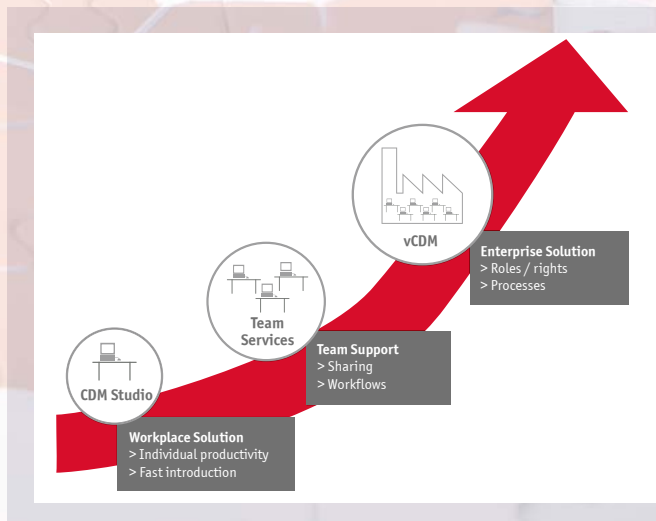 vCDM
Enterprise Solution
> Roles / rights
> Processes
Team
Services
Team Support
> Sharing
> Workflows
CDM Studio
Workplace Solution
> Individual productivity
> Fast introduction